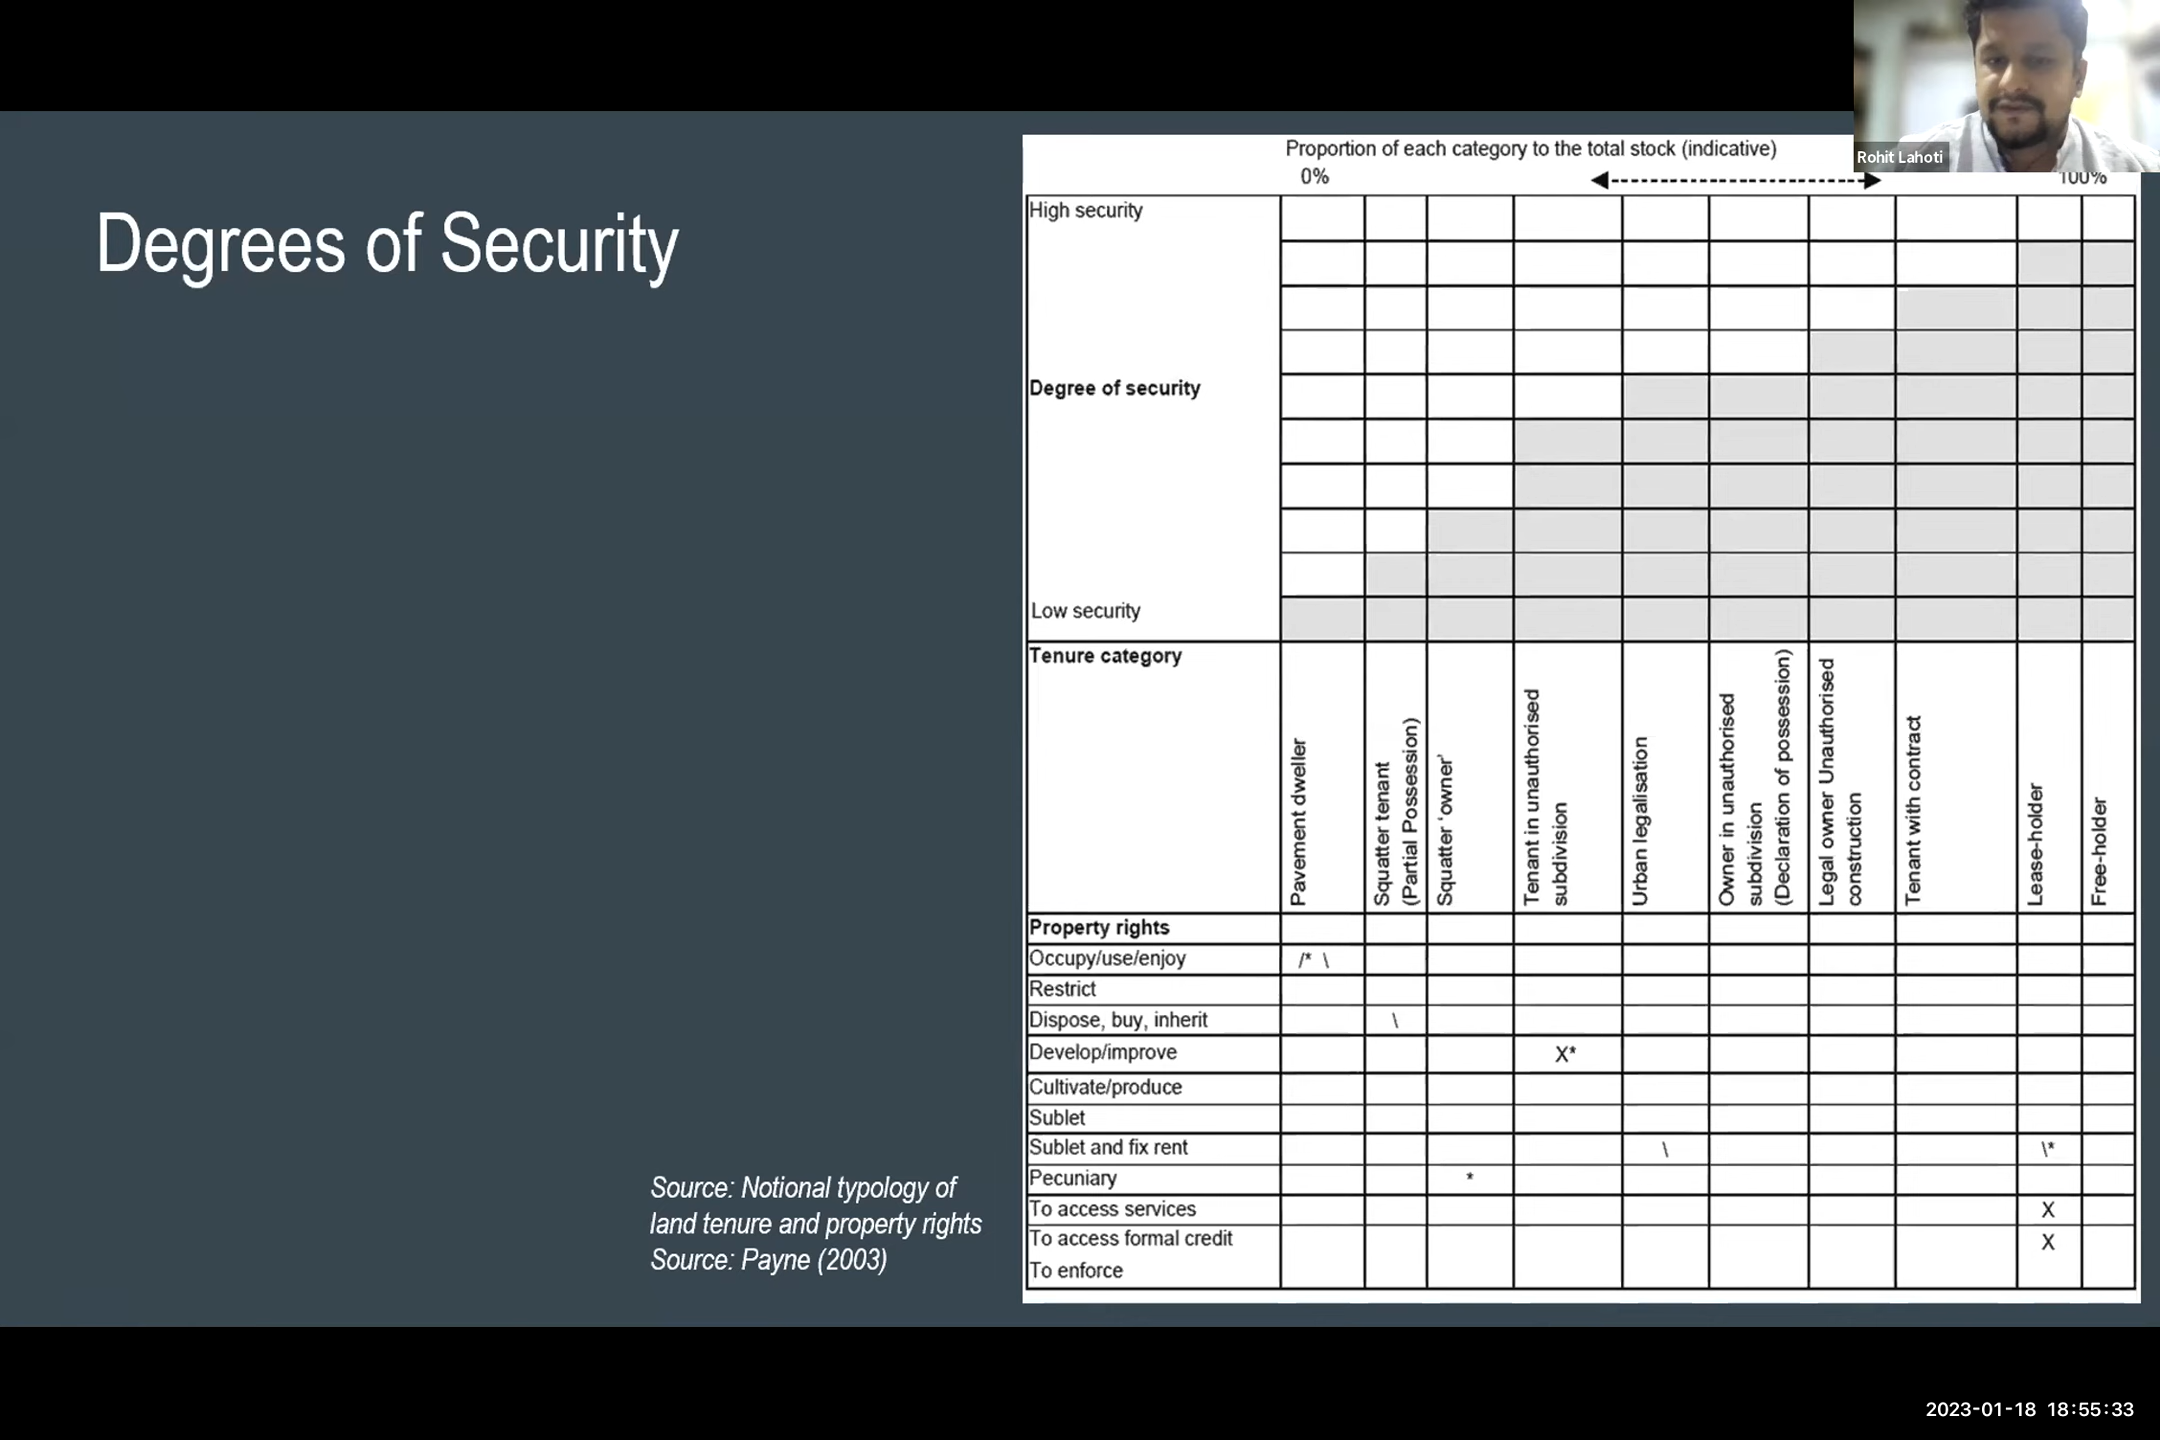 Rohit Lahoti
Degrees of Security
Proportion of each category to the total stock (indicative)
0% 100%
High security
Degree of security
Low security
Tenure category
Pavement dweller
Squatter tenant
(Partial Possession)
Squatter ‘owner’
Tenant in unauthorised
subdivision
Urban legalisation
Owner in unauthorised
subdivision
(Declaration of possession)
Legal owner Unauthorised
construction
Tenant with contract
Lease-holder
Free-holder
Property rights
Occupy/use/enjoy /* \
Restrict
Dispose, buy, inherit \
Develop/improve X*
Cultivate/produce
Sublet
Sublet and fix rent \ \*
Pecuniary *
To access services X
To access formal credit X
To enforce
Source: Notional typology of
land tenure and property rights
Source: Payne (2003)
2023-01-18 18:55:33